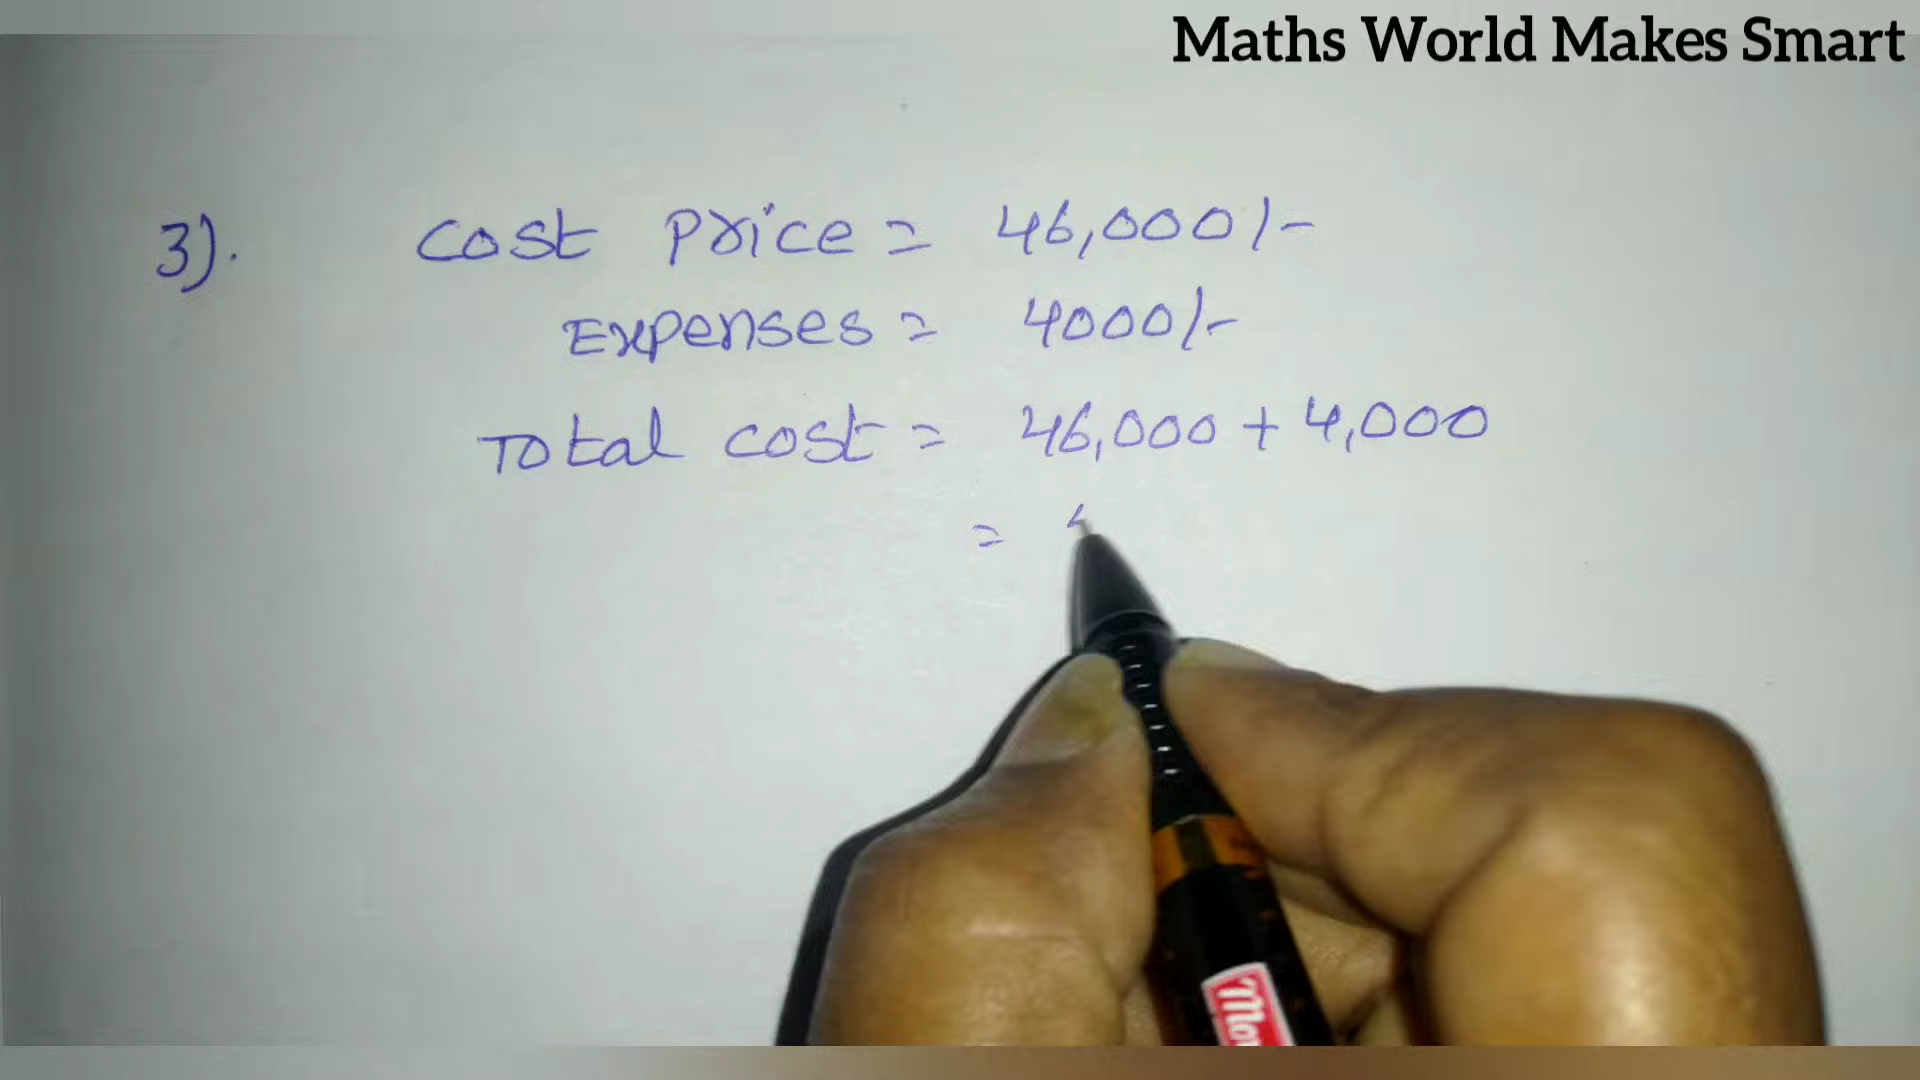 Maths World Makes Smart
3). Cost Price = 46,000/-
Expenses = 4000/-
Total cost = 46,000 + 4,000
=